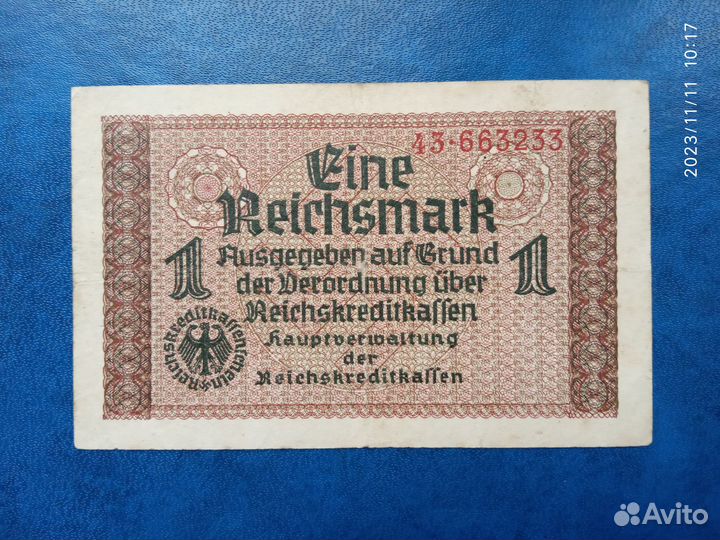 2023/11/11 10:17
43·663233
Eine
Reichsmark
1 Ausgegeben auf Grund 1
der Verordnung über
Reichskreditkassen
Hauptverwaltung
der
Reichskreditkassen
Avito